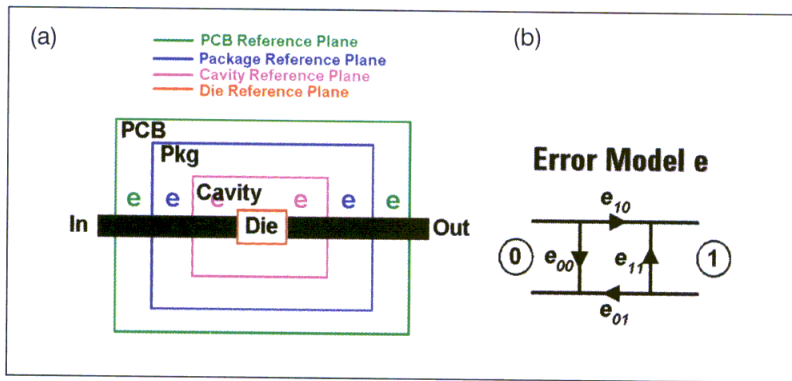 (a)
PCB Reference Plane
Package Reference Plane
Cavity Reference Plane
Die Reference Plane
PCB
Pkg
Cavity
e e e e e e
In
Die
Out
(b)
Error Model e
e10
0
e00
e11
1
e01